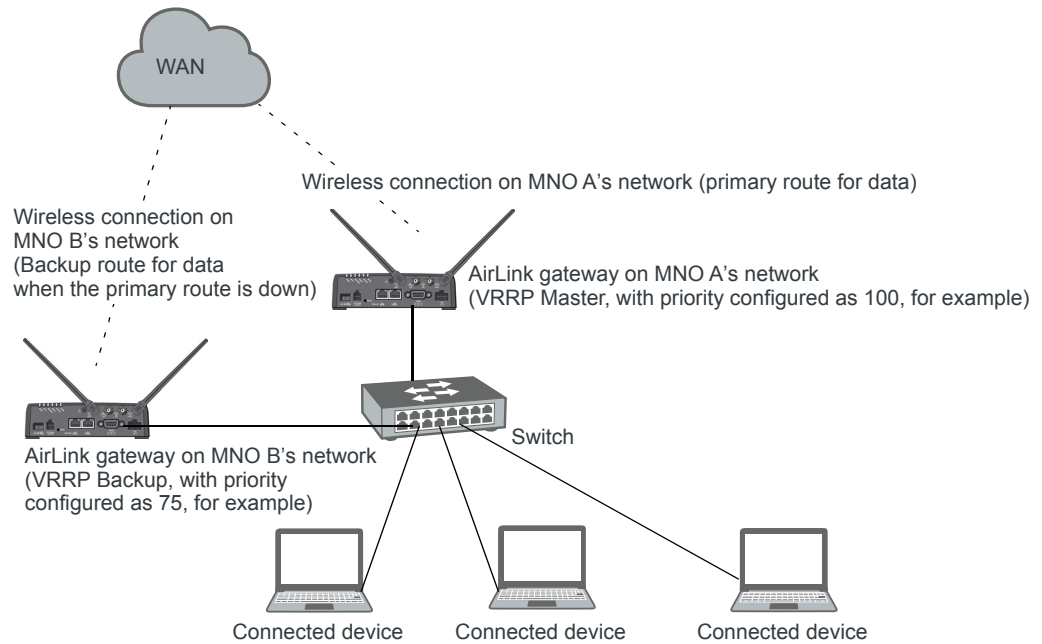 WAN
Wireless connection on MNO A's network (primary route for data)
Wireless connection on
MNO B's network
(Backup route for data
when the primary route is down)
AirLink gateway on MNO A's network
(VRRP Master, with priority configured as 100, for example)
Switch
AirLink gateway on MNO B's network
(VRRP Backup, with priority
configured as 75, for example)
Connected device
Connected device
Connected device